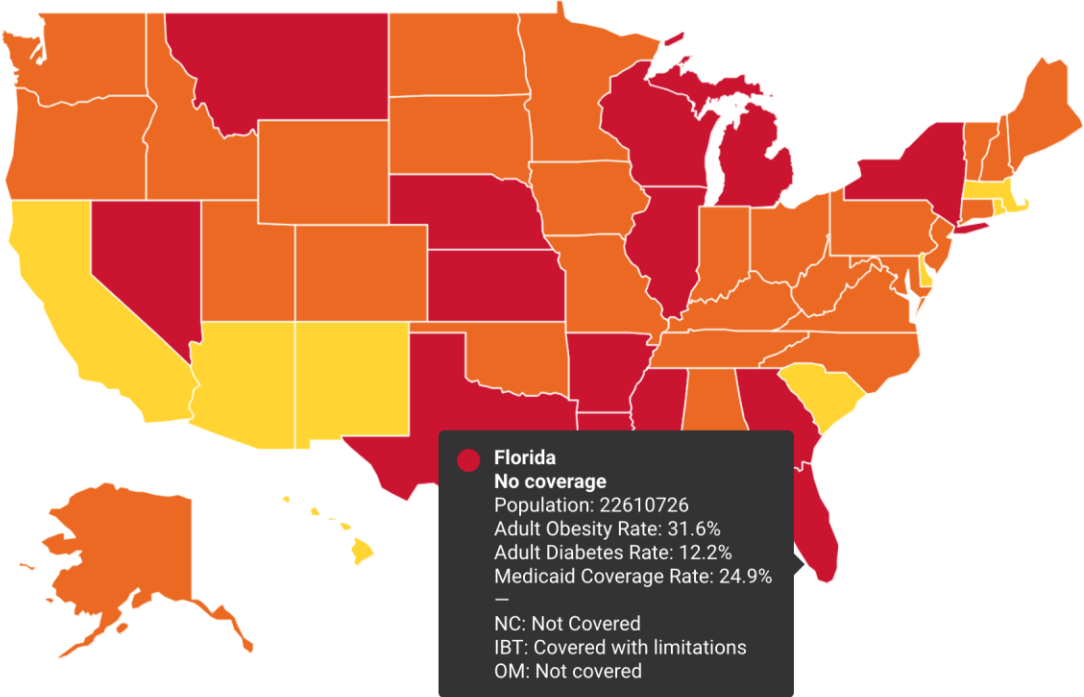 Florida
No coverage
Population: 22610726
Adult Obesity Rate: 31.6%
Adult Diabetes Rate: 12.2%
Medicaid Coverage Rate: 24.9%
—
NC: Not Covered
IBT: Covered with limitations
OM: Not covered